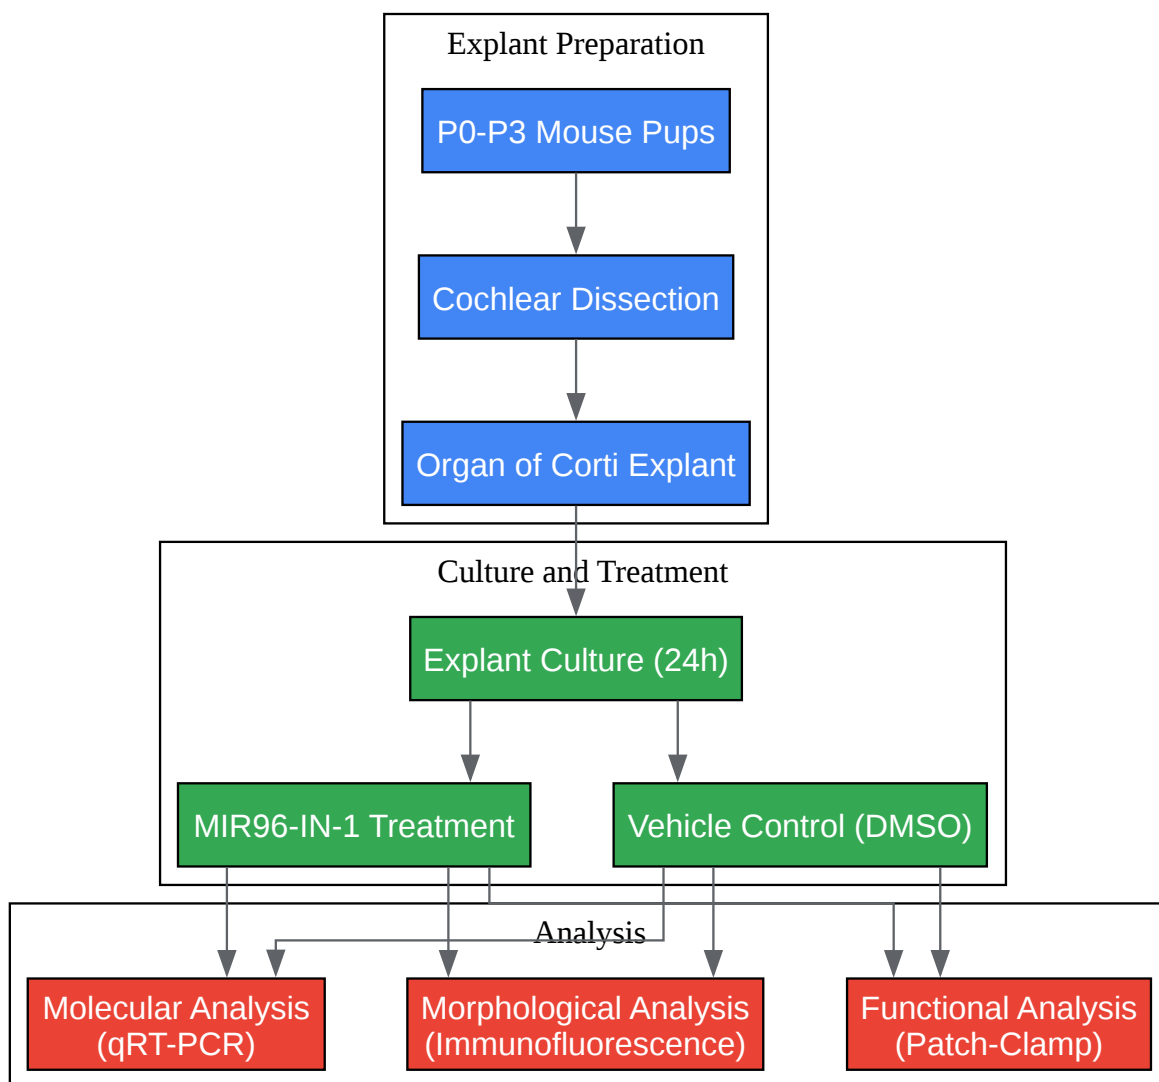 Explant Preparation
P0-P3 Mouse Pups
Cochlear Dissection
Organ of Corti Explant
Culture and Treatment
Explant Culture (24h)
MIR96-IN-1 Treatment
Vehicle Control (DMSO)
Analysis
Molecular Analysis
(qRT-PCR)
Morphological Analysis
(Immunofluorescence)
Functional Analysis
(Patch-Clamp)